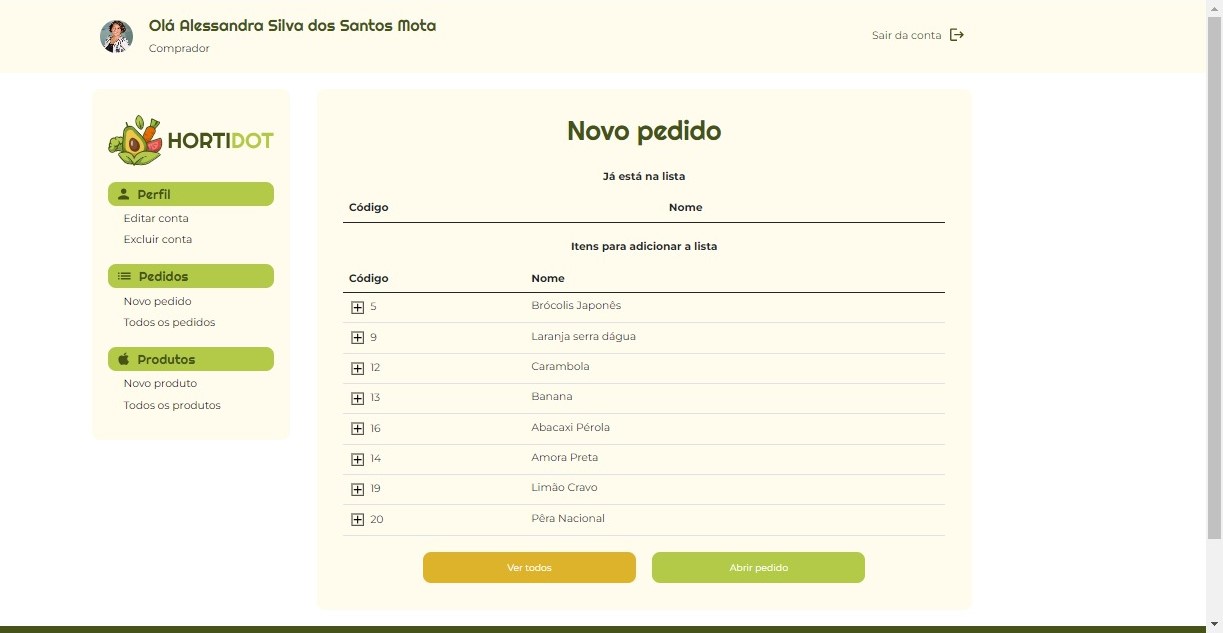 Olá Alessandra Silva dos Santos Mota
Comprador
Sair da conta
HORTIDOT
Perfil
Editar conta
Excluir conta
Pedidos
Novo pedido
Todos os pedidos
Produtos
Novo produto
Todos os produtos
Novo pedido
Já está na lista
Código Nome
Itens para adicionar a lista
Código Nome
5 Brócolis Japonês
9 Laranja serra dágua
12 Carambola
13 Banana
16 Abacaxi Pérola
14 Amora Preta
19 Limão Cravo
20 Pêra Nacional
Ver todos Abrir pedido